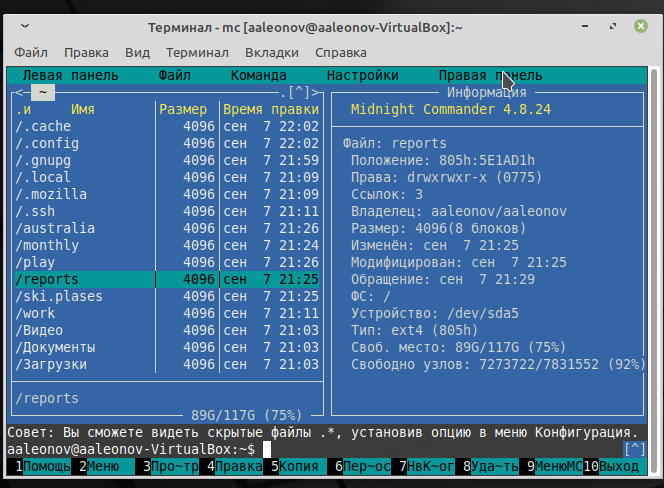 Терминал - mc [aaleonov@aaleonov-VirtualBox]:~
Файл Правка Вид Терминал Вкладки Справка
Левая панель Файл Команда Настройки Правая панель
<- ~ .[^]> Информация
.и Имя Размер Время правки Midnight Commander 4.8.24
/.cache 4096 сен 7 22:02
/.config 4096 сен 7 22:02 Файл: reports
/.gnupg 4096 сен 7 21:59 Положение: 805h:5E1AD1h
/.local 4096 сен 7 21:09 Права: drwxrwxr-x (0775)
/.mozilla 4096 сен 7 21:09 Ссылок: 3
/.ssh 4096 сен 7 21:11 Владелец: aaleonov/aaleonov
/australia 4096 сен 7 21:26 Размер: 4096(8 блоков)
/monthly 4096 сен 7 21:24 Изменён: сен 7 21:25
/play 4096 сен 7 21:26 Модифицирован: сен 7 21:25
/reports 4096 сен 7 21:25 Обращение: сен 7 21:29
/ski.plases 4096 сен 7 21:25 ФС: /
/work 4096 сен 7 21:11 Устройство: /dev/sda5
/Видео 4096 сен 7 21:03 Тип: ext4 (805h)
/Документы 4096 сен 7 21:03 Своб. место: 89G/117G (75%)
/Загрузки 4096 сен 7 21:03 Свободно узлов: 7273722/7831552 (92%)
/reports
89G/117G (75%)
Совет: Вы сможете видеть скрытые файлы .*, установив опцию в меню Конфигурация.
aaleonov@aaleonov-VirtualBox:~$ [^]
1Помощь 2Меню 3Про~тр 4Правка 5Копия 6Пер~ос 7НвК~ог 8Уда~ть 9МенюМС 10Выход